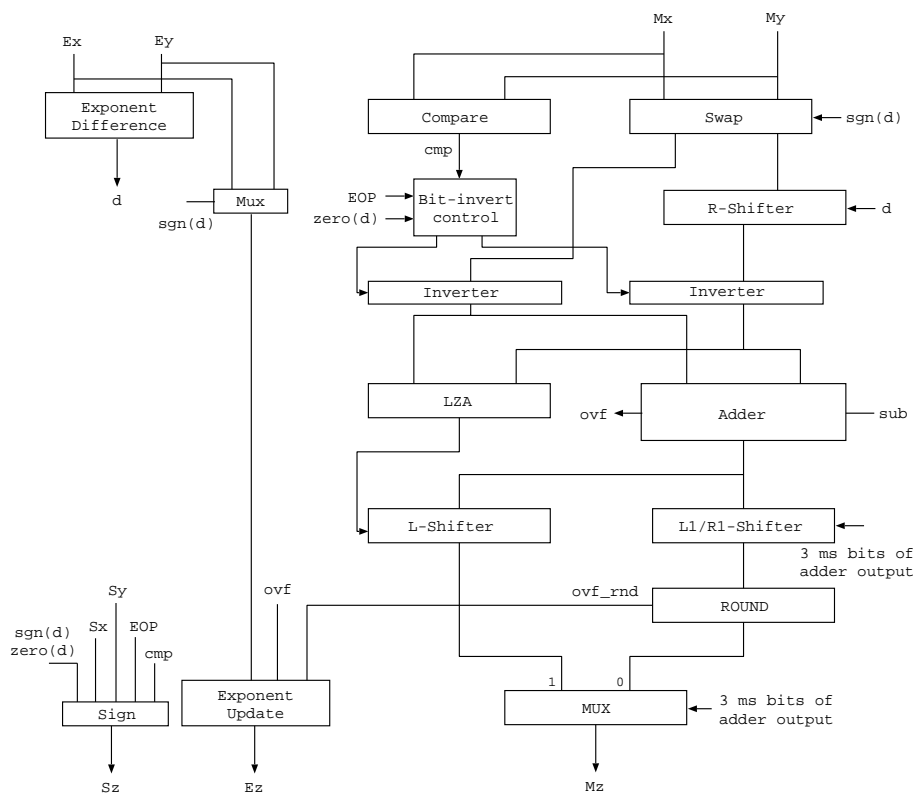 Mx
My
Ex
Ey
Exponent
Difference
Compare
Swap
sgn(d)
cmp
d
Mux
sgn(d)
EOP
zero(d)
Bit-invert
control
R-Shifter
d
Inverter
Inverter
LZA
ovf
Adder
sub
L-Shifter
L1/R1-Shifter
3 ms bits of
adder output
Sy
ovf
ovf_rnd
ROUND
sgn(d)
zero(d)
Sx
EOP
cmp
1
0
Sign
Exponent
Update
MUX
3 ms bits of
adder output
Sz
Ez
Mz